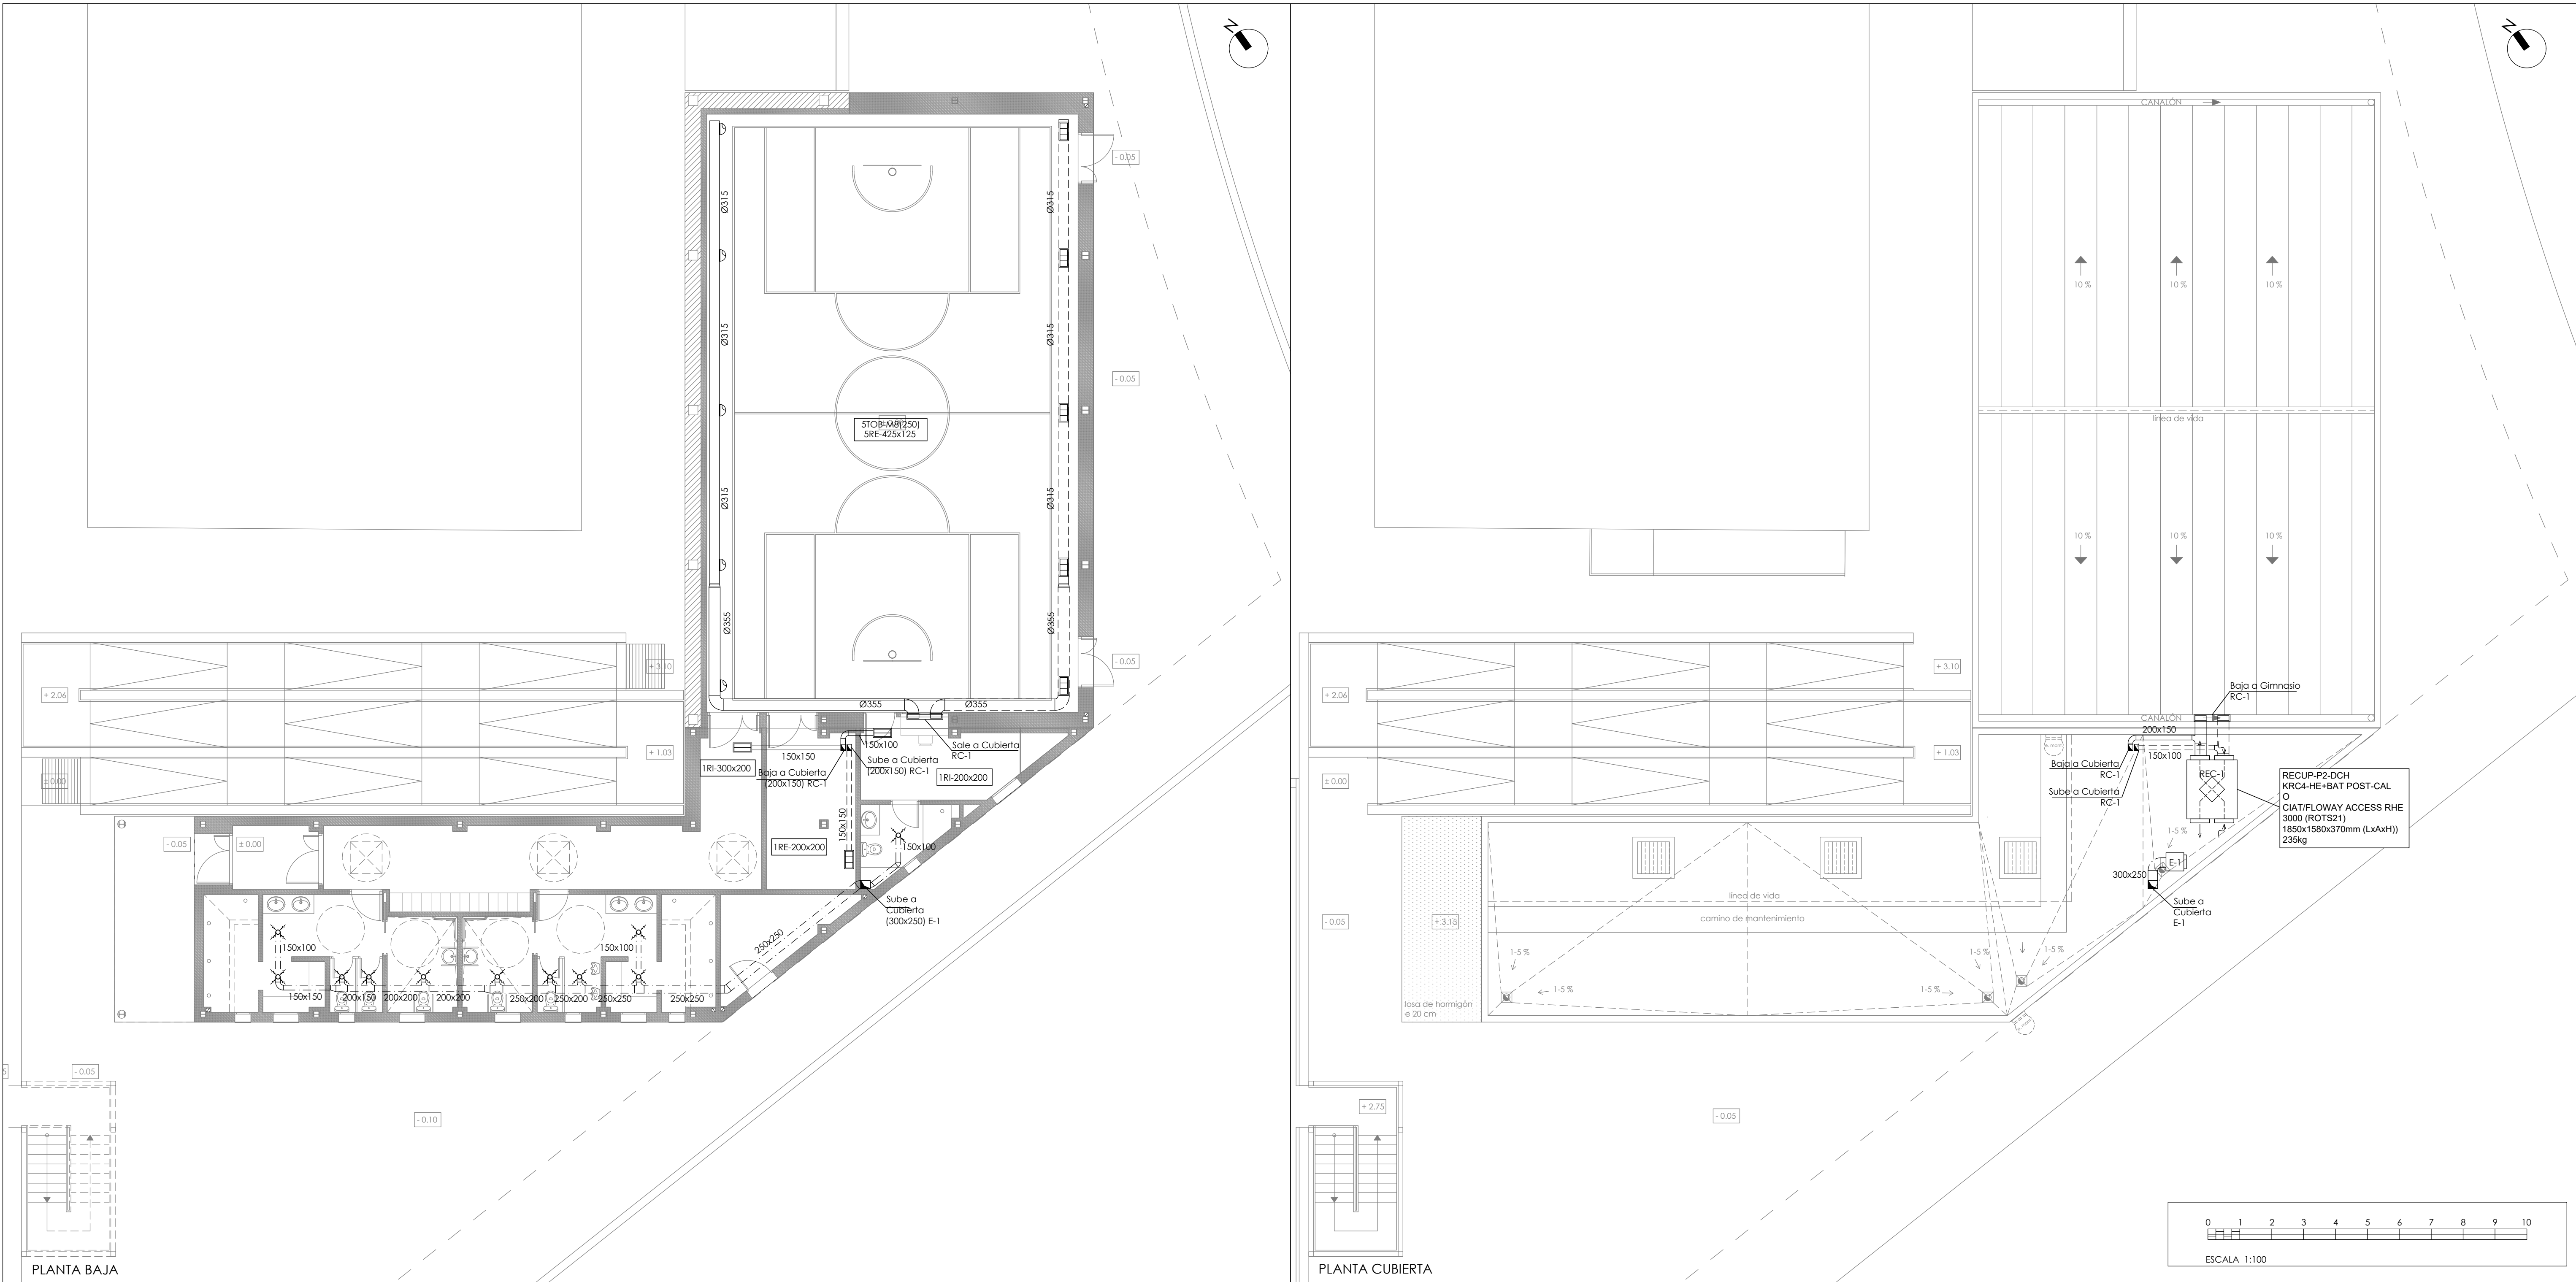 N
- 0.05
Ø315
Ø315
Ø315
Ø315
- 0.05
5TOB-M8(250)
5RE-425x125
Ø315
Ø315
Ø355
Ø355
- 0.05
+ 3.10
+ 2.06
Ø355
Ø355
+ 1.03
± 0.00
150x100
150x150
Sale a Cubierta
RC-1
Sube a Cubierta
(200x150) RC-1
1RI-300x200
Baja a Cubierta
(200x150) RC-1
1RI-200x200
150x150
1RE-200x200
150x100
- 0.05
± 0.00
Sube a
Cubierta
(300x250) E-1
250x250
150x100
150x100
150x150
200x150
200x200
200x200
250x200
250x200
250x250
250x250
- 0.05
- 0.10
PLANTA BAJA
N
CANALÓN
10 %
10 %
10 %
línea de vida
10 %
10 %
10 %
+ 3.10
+ 2.06
+ 1.03
± 0.00
Baja a Gimnasio
RC-1
CANALÓN
200x150
150x100
Baja a Cubierta
RC-1
Sube a Cubierta
RC-1
REC-1
RECUP-P2-DCH
KRC4-HE+BAT POST-CAL
O
CIAT/FLOWAY ACCESS RHE
3000 (ROTS21)
1850x1580x370mm (LxAxH))
235kg
1-5 %
E-1
300x250
Sube a
Cubierta
E-1
línea de vida
camino de mantenimiento
- 0.05
+ 3.15
1-5 %
1-5 %
1-5 %
1-5 %
1-5 %
losa de hormigón
e 20 cm
+ 2.75
- 0.05
PLANTA CUBIERTA
0 1 2 3 4 5 6 7 8 9 10
ESCALA 1:100